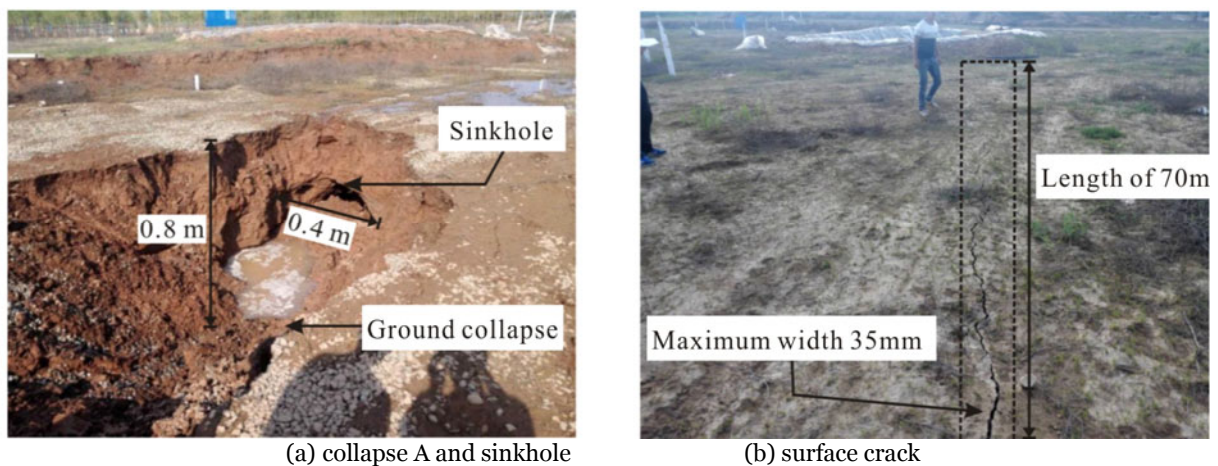 Sinkhole
0.8 m
0.4 m
Ground collapse
(a) collapse A and sinkhole
Length of 70m
Maximum width 35mm
(b) surface crack